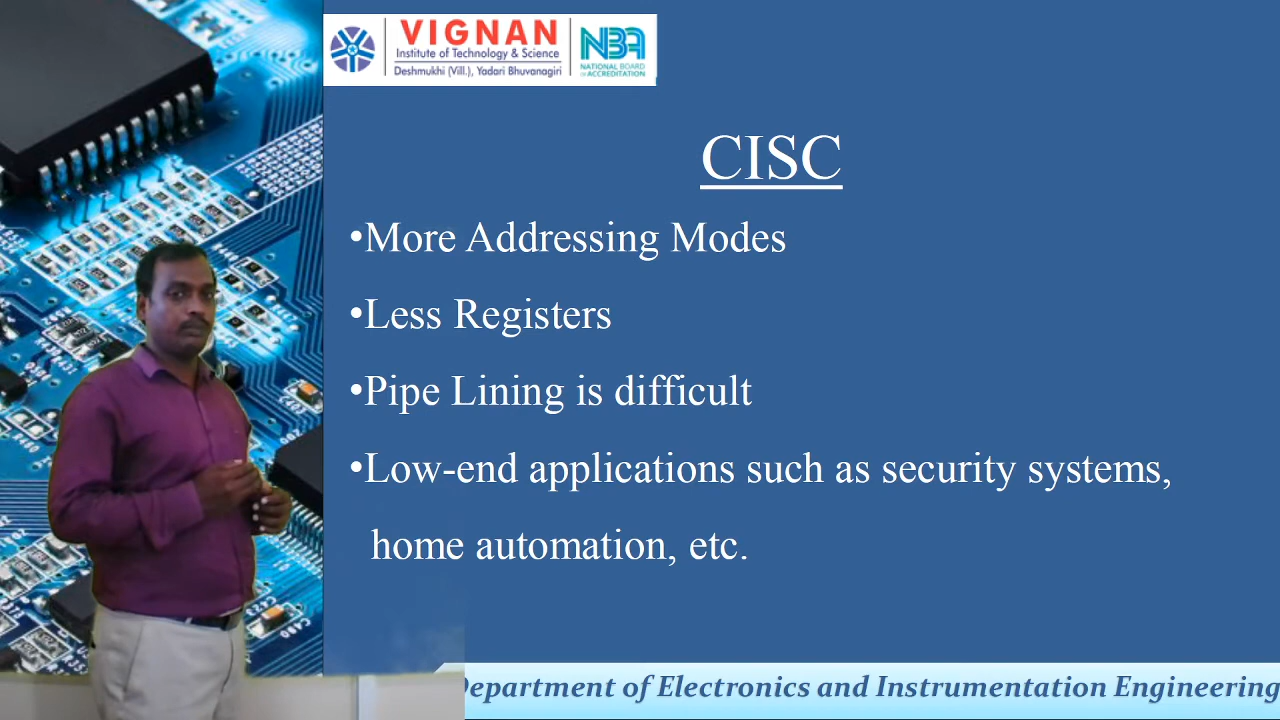 VIGNAN
Institute of Technology & Science
Deshmukhi (Vill.), Yadari Bhuvanagiri
NBA
NATIONAL BOARD
of ACCREDITATION
CISC
•More Addressing Modes
•Less Registers
•Pipe Lining is difficult
•Low-end applications such as security systems,
home automation, etc.
Department of Electronics and Instrumentation Engineering